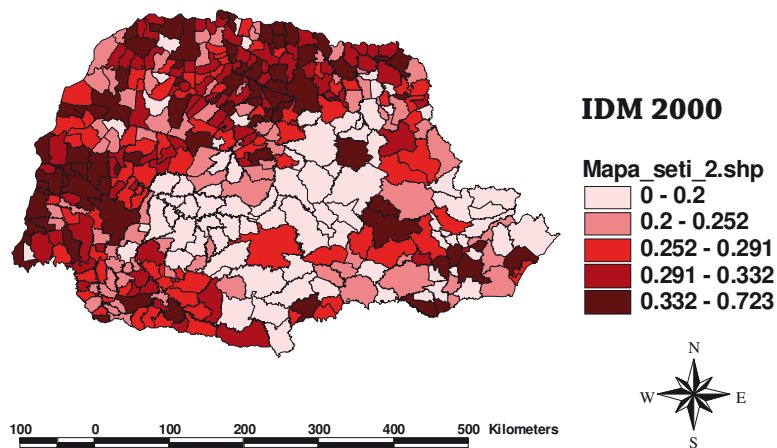 IDM 2000
Mapa_seti_2.shp
0 - 0.2
0.2 - 0.252
0.252 - 0.291
0.291 - 0.332
0.332 - 0.723
N
W E
S
100 0 100 200 300 400 500 Kilometers